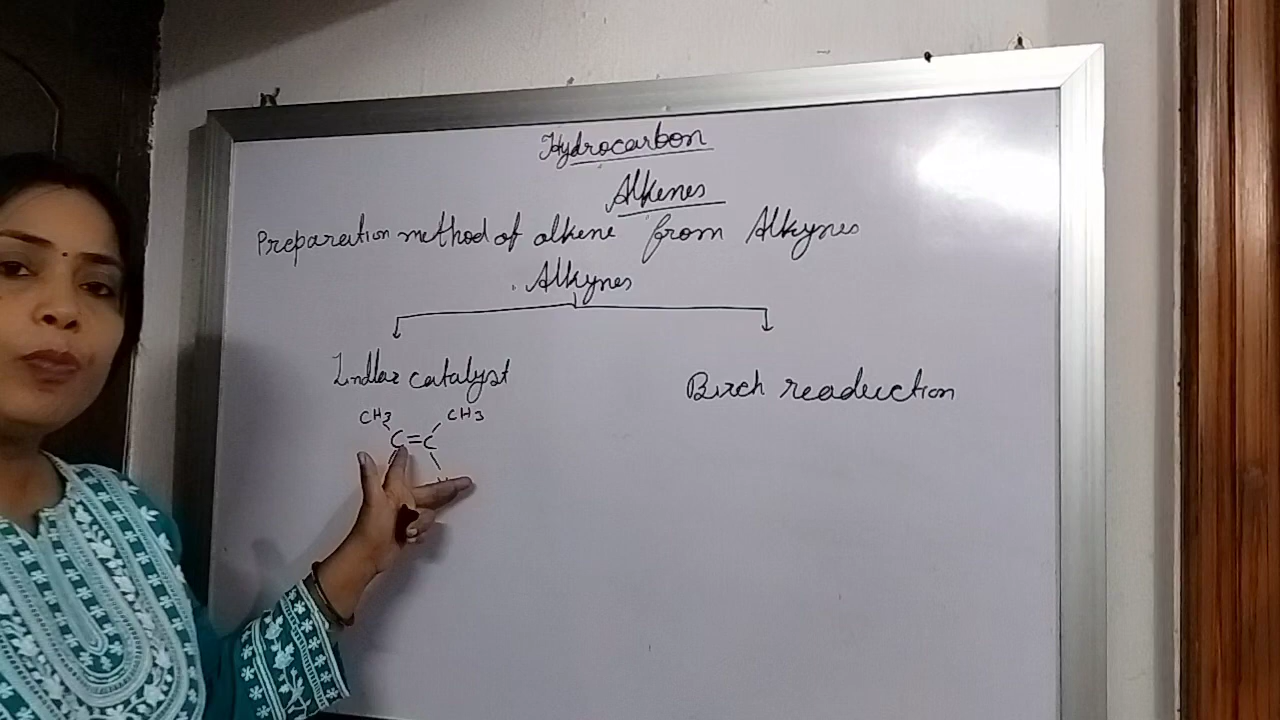 Hydrocarbon
Alkenes
Preparation method of alkene from Alkynes
Alkynes
Lindlar catalyst
Birch readuction
CH3 CH3
C=C